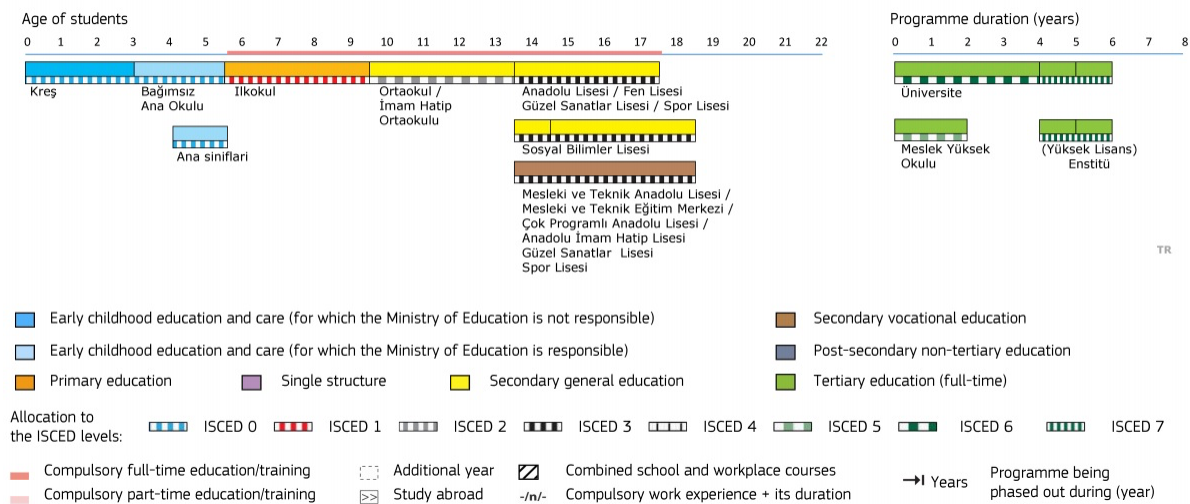 Age of students
Programme duration (years)
0 1 2 3 4 5 6 7 8 9 10 11 12 13 14 15 16 17 18 19 20 21 22
0 1 2 3 4 5 6 7 8
Kreş
Bağımsız
Ana Okulu
Ilkokul
Ortaokul /
İmam Hatip
Ortaokulu
Anadolu Lisesi / Fen Lisesi
Güzel Sanatlar Lisesi / Spor Lisesi
Üniversite
Ana siniflari
Sosyal Bilimler Lisesi
Meslek Yüksek
Okulu
(Yüksek Lisans)
Enstitü
Mesleki ve Teknik Anadolu Lisesi /
Mesleki ve Teknik Eğitim Merkezi /
Çok Programlı Anadolu Lisesi /
Anadolu İmam Hatip Lisesi
Güzel Sanatlar Lisesi
Spor Lisesi
TR
Early childhood education and care (for which the Ministry of Education is not responsible)
Secondary vocational education
Early childhood education and care (for which the Ministry of Education is responsible)
Post-secondary non-tertiary education
Primary education
Single structure
Secondary general education
Tertiary education (full-time)
Allocation to
the ISCED levels:
ISCED 0
ISCED 1
ISCED 2
ISCED 3
ISCED 4
ISCED 5
ISCED 6
ISCED 7
Compulsory full-time education/training
Additional year
Combined school and workplace courses
Years
Programme being
phased out during (year)
Compulsory part-time education/training
>> Study abroad
-/n/- Compulsory work experience + its duration